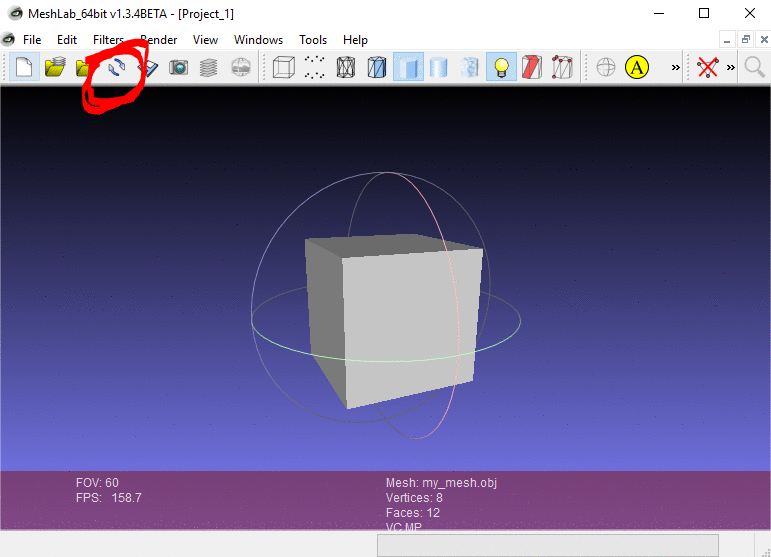 MeshLab_64bit v1.3.4BETA - [Project_1]
File Edit Filters Render View Windows Tools Help
A
FOV: 60
FPS: 158.7
Mesh: my_mesh.obj
Vertices: 8
Faces: 12
VC MP